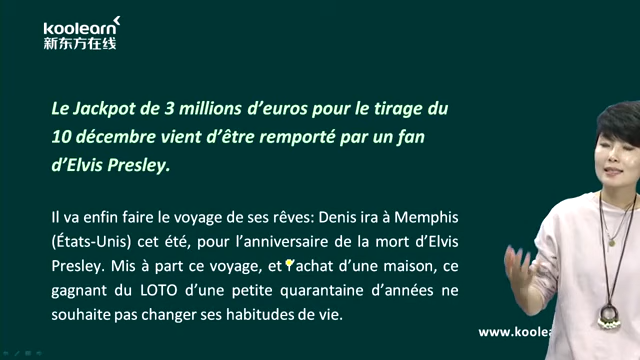 koolearn
新东方在线
Le Jackpot de 3 millions d’euros pour le tirage du
10 décembre vient d’être remporté par un fan
d’Elvis Presley.
Il va enfin faire le voyage de ses rêves: Denis ira à Memphis
(États-Unis) cet été, pour l’anniversaire de la mort d’Elvis
Presley. Mis à part ce voyage, et l’achat d’une maison, ce
gagnant du LOTO d’une petite quarantaine d’années ne
souhaite pas changer ses habitudes de vie.
www.koolea